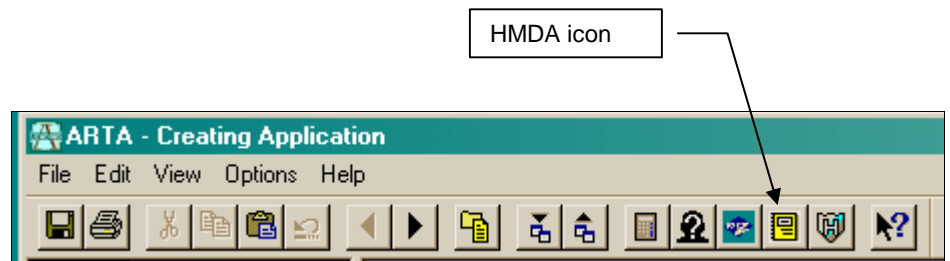 HMDA icon
ARTA - Creating Application
File Edit View Options Help